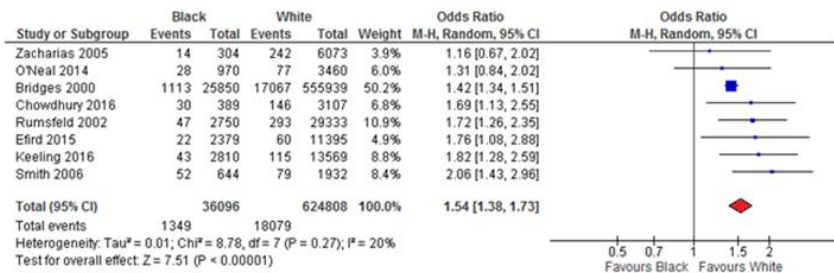 Black White Odds Ratio Odds Ratio
Study or Subgroup Events Total Events Total Weight M-H, Random, 95% CI M-H, Random, 95% CI
Zacharias 2005 14 304 242 6073 3.9% 1.16 [0.67, 2.02]
O'Neal 2014 28 970 77 3460 6.0% 1.31 [0.84, 2.02]
Bridges 2000 1113 25850 17067 555939 50.2% 1.42 [1.34, 1.51]
Chowdhury 2016 30 389 146 3107 7.0% 1.69 [1.13, 2.55]
Rumsfeld 2002 47 2750 293 29333 10.8% 1.72 [1.26, 2.35]
Efird 2015 22 2379 60 11395 4.8% 1.76 [1.08, 2.88]
Keeling 2016 43 2810 115 13569 8.8% 1.82 [1.28, 2.59]
Smith 2006 52 644 79 1932 8.4% 2.06 [1.43, 2.96]
Total (95% CI) 36096 624808 100.0% 1.54 [1.38, 1.73]
Total events 1349 18079
Heterogeneity: Tau² = 0.01; Chi² = 8.78, df = 7 (P = 0.27); I² = 20%
Test for overall effect: Z = 7.51 (P < 0.00001)
0.5 0.7 1 1.5 2
Favours Black Favours White